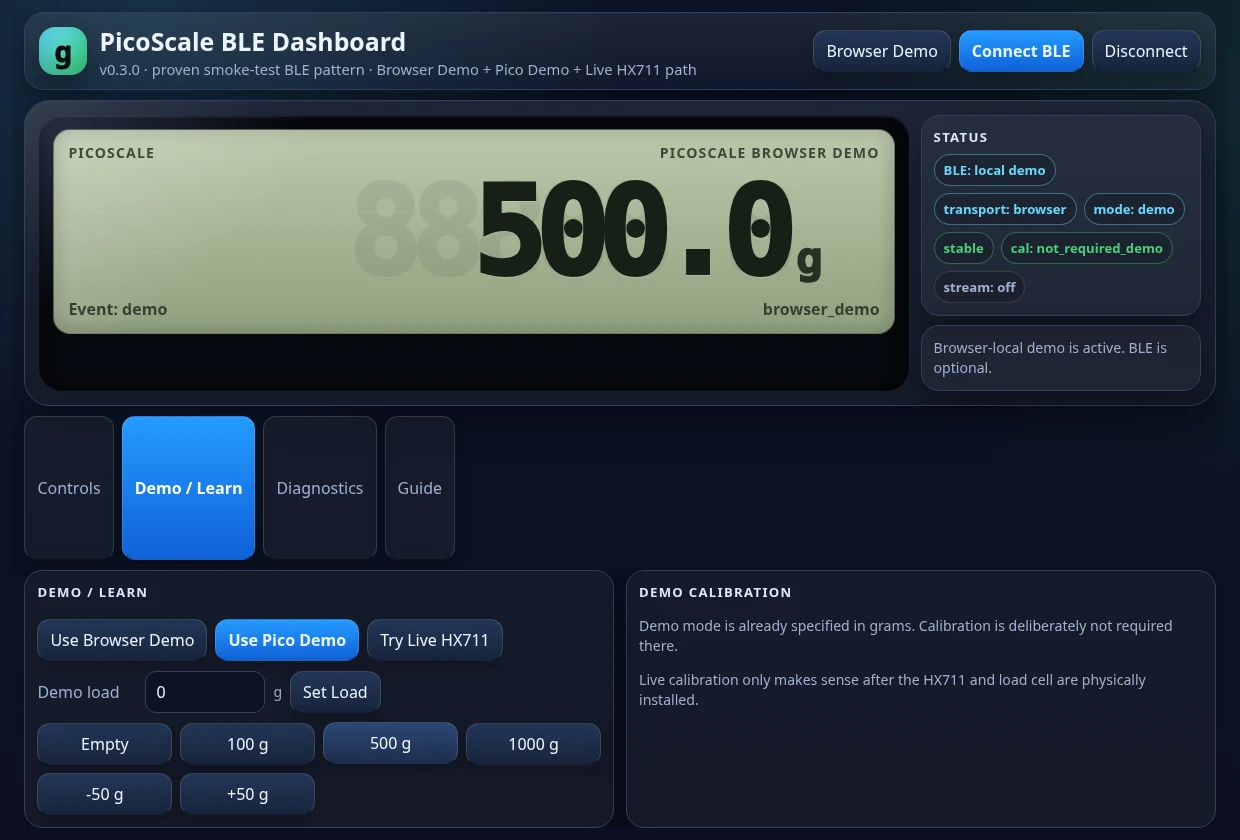 g
PicoScale BLE Dashboard
v0.3.0 · proven smoke-test BLE pattern · Browser Demo + Pico Demo + Live HX711 path
Browser Demo
Connect BLE
Disconnect
PICOSCALE
PICOSCALE BROWSER DEMO
500.0 g
Event: demo
browser_demo
STATUS
BLE: local demo
transport: browser
mode: demo
stable
cal: not_required_demo
stream: off
Browser-local demo is active. BLE is
optional.
Controls
Demo / Learn
Diagnostics
Guide
DEMO / LEARN
Use Browser Demo
Use Pico Demo
Try Live HX711
Demo load
0
g
Set Load
Empty
100 g
500 g
1000 g
-50 g
+50 g
DEMO CALIBRATION
Demo mode is already specified in grams. Calibration is deliberately not required
there.
Live calibration only makes sense after the HX711 and load cell are physically
installed.